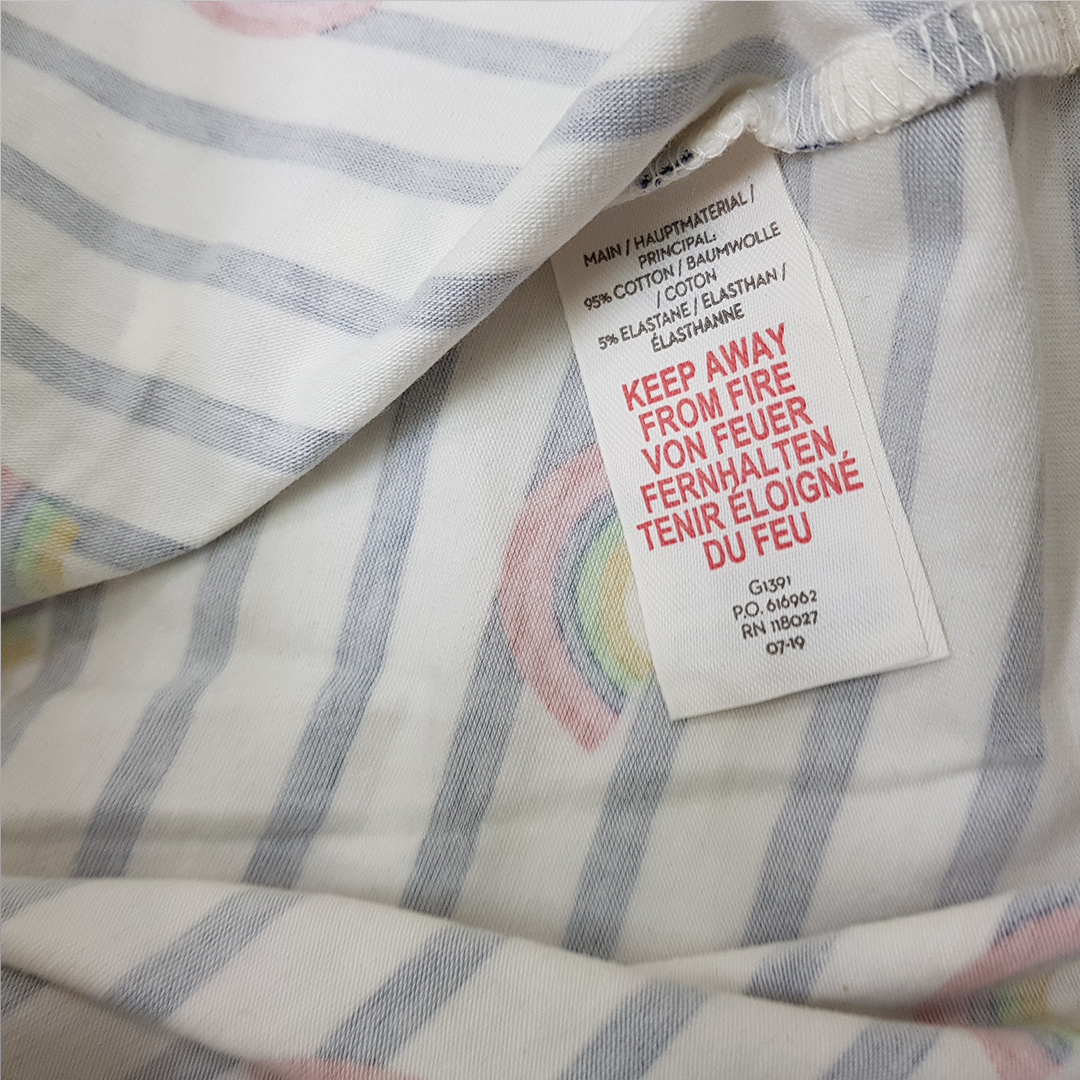 MAIN / HAUPTMATERIAL /
PRINCIPAL:
95% COTTON / BAUMWOLLE
/ COTON
5% ELASTANE / ELASTHAN /
ÉLASTHANNE
KEEP AWAY
FROM FIRE
VON FEUER
FERNHALTEN
TENIR ÉLOIGNÉ
DU FEU
G1391
P.O. 616962
RN 118027
07-19